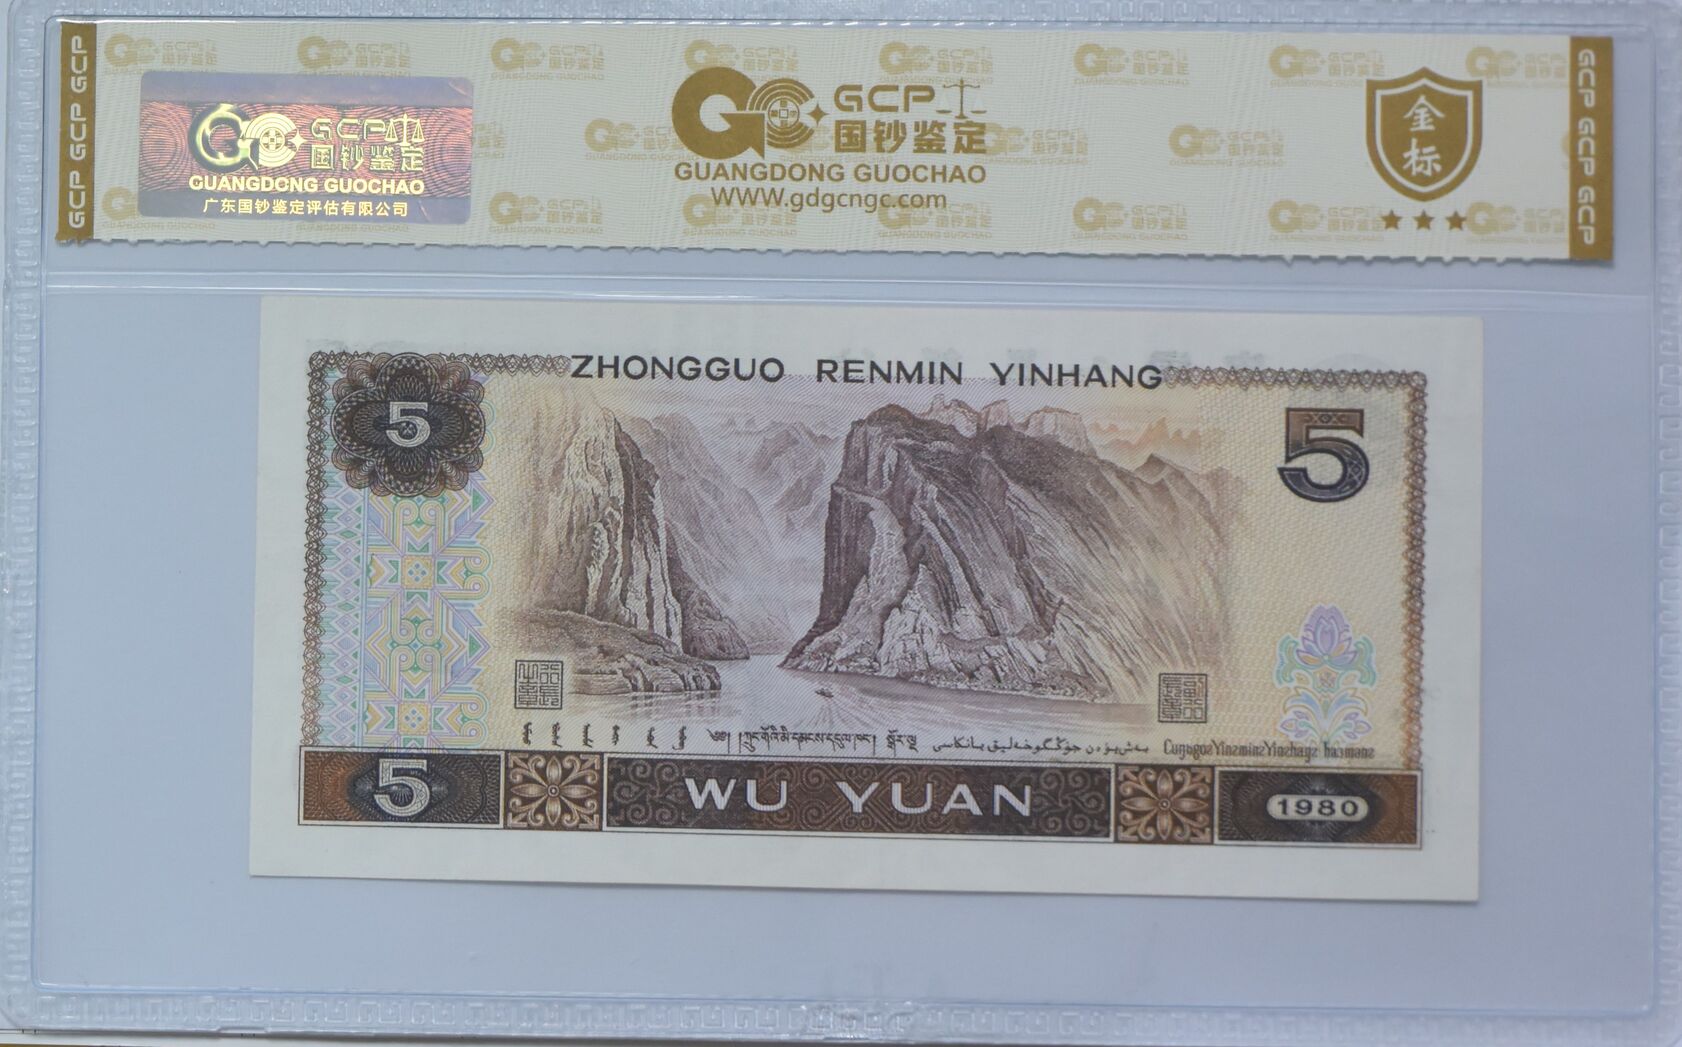 GCP GCP GCP
GCP
国钞鉴定
GUANGDONG GUOCHAO
广东国钞鉴定评估有限公司
GCP
国钞鉴定
GUANGDONG GUOCHAO
WWW.gdgcngc.com
金标
GCP GCP GCP
ZHONGGUO RENMIN YINHANG
5
5
5 WU YUAN 1980